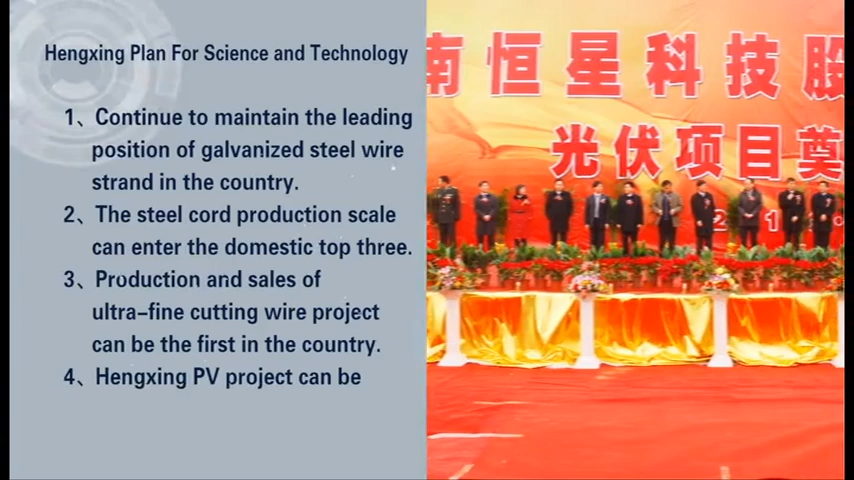 Hengxing Plan For Science and Technology
1、Continue to maintain the leading
position of galvanized steel wire
strand in the country.
2、The steel cord production scale
can enter the domestic top three.
3、Production and sales of
ultra-fine cutting wire project
can be the first in the country.
4、Hengxing PV project can be
南恒星科技股
光伏项目奠